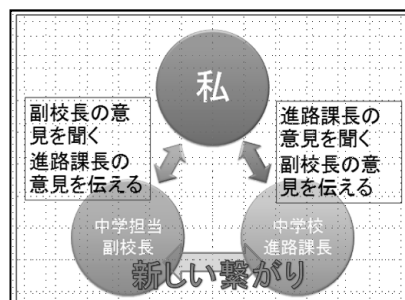 私
副校長の意
見を聞く
進路課長の
意見を伝える
進路課長の
意見を聞く
副校長の意
見を伝える
中学担当
副校長
中学校
進路課長
新しい繋がり